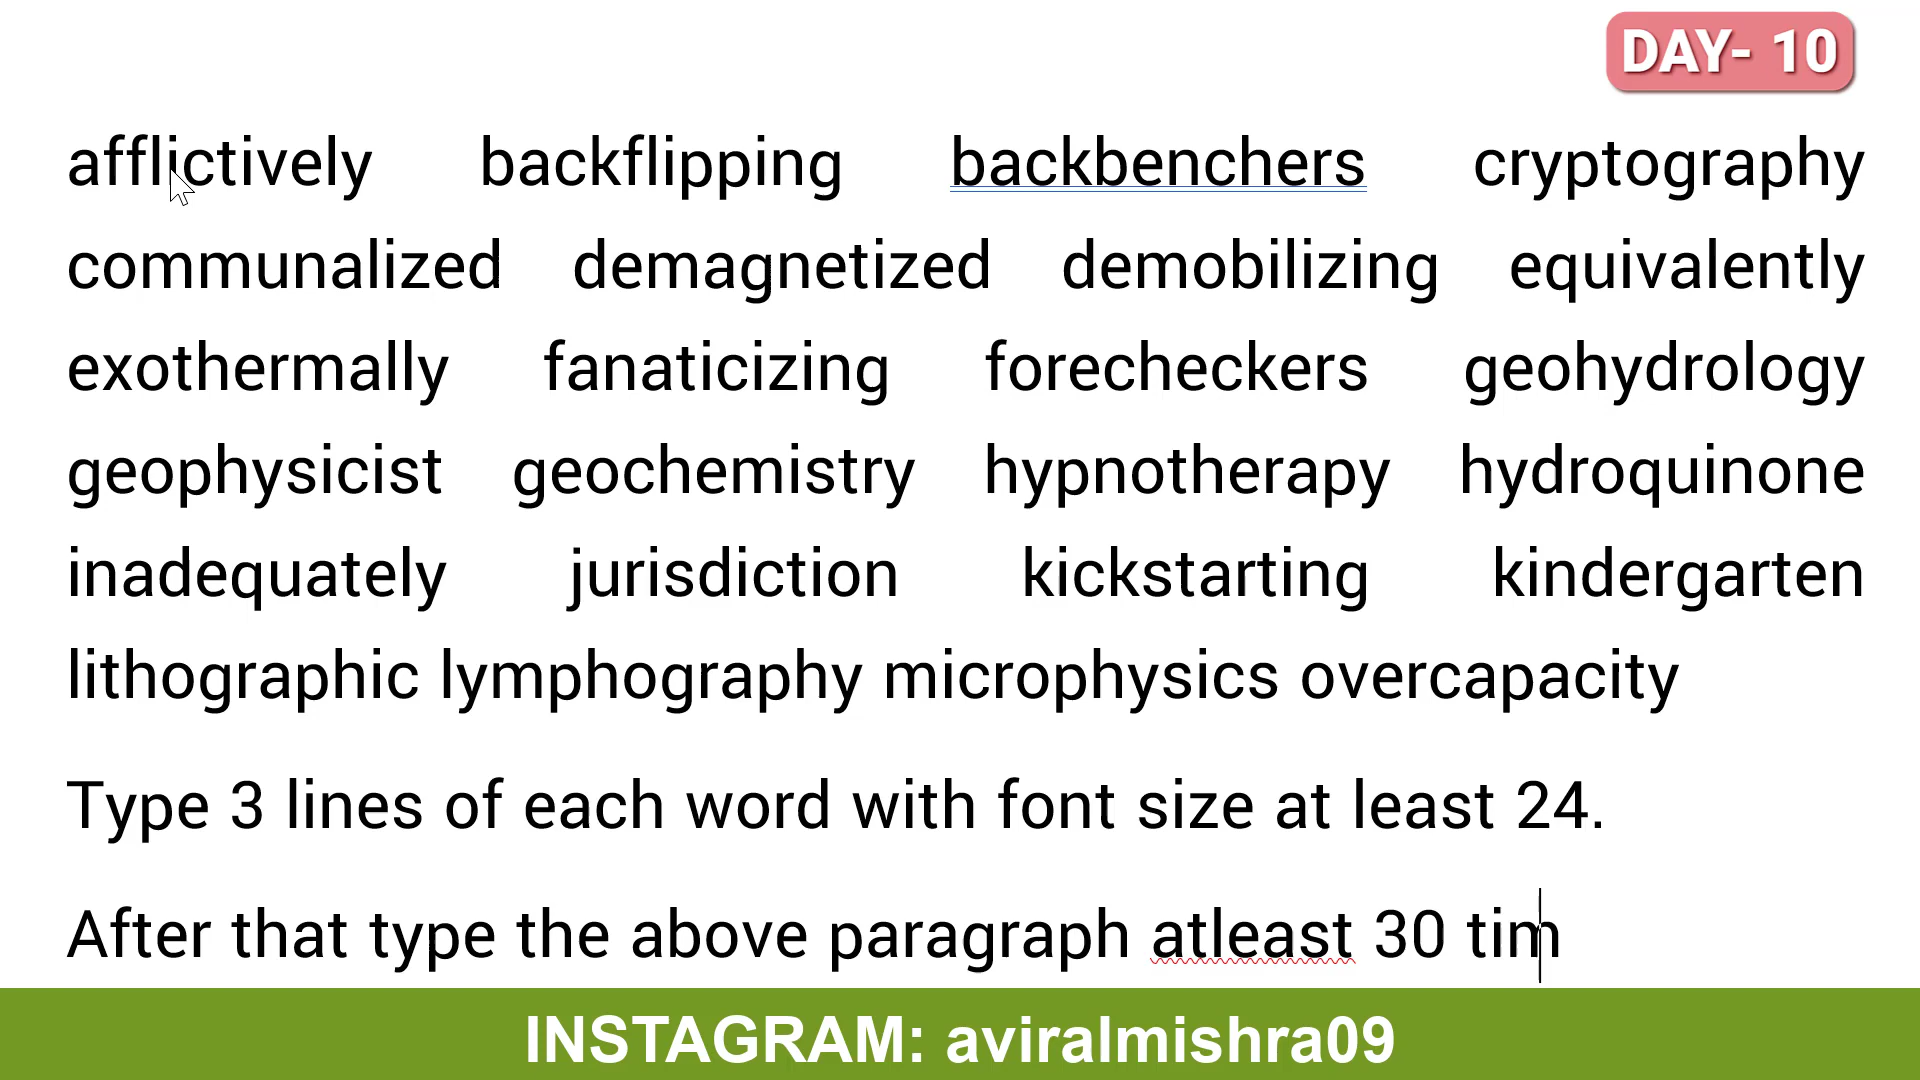 DAY- 10
afflictively backflipping backbenchers cryptography
communalized demagnetized demobilizing equivalently
exothermally fanaticizing forecheckers geohydrology
geophysicist geochemistry hypnotherapy hydroquinone
inadequately jurisdiction kickstarting kindergarten
lithographic lymphography microphysics overcapacity
Type 3 lines of each word with font size at least 24.
After that type the above paragraph atleast 30 tim
INSTAGRAM: aviralmishra09